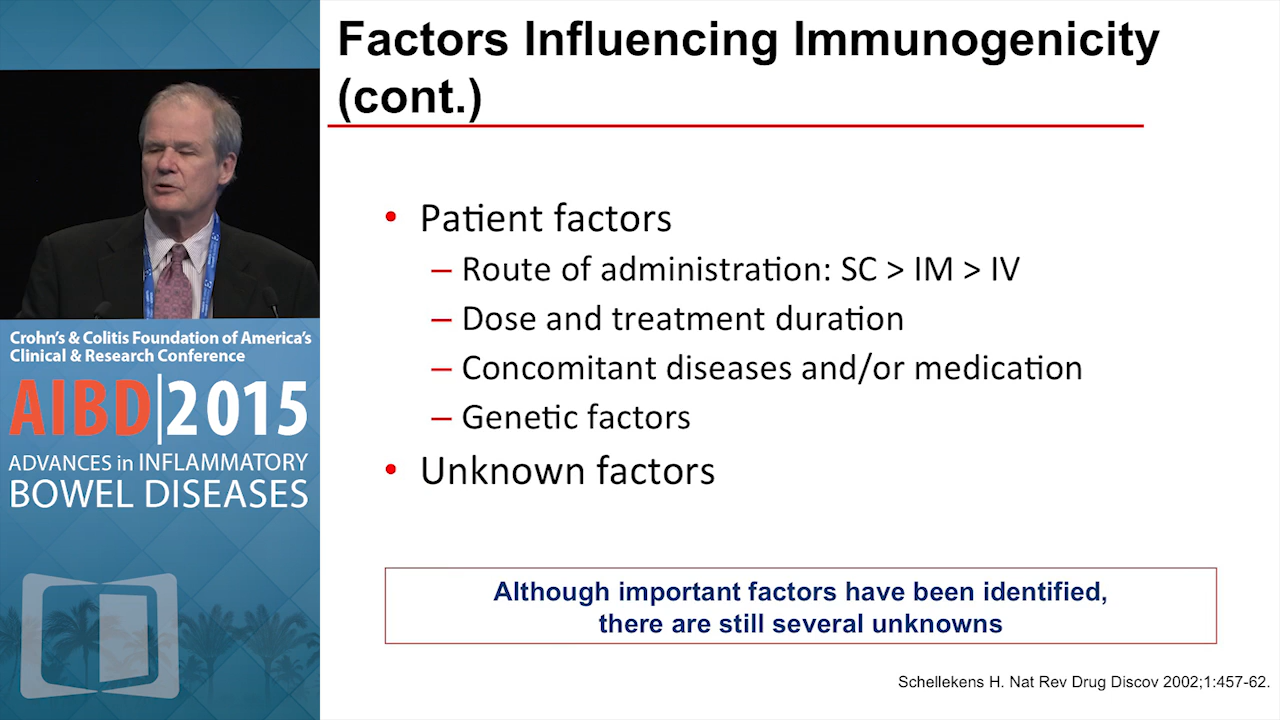 Factors Influencing Immunogenicity
(cont.)
• Patient factors
– Route of administration: SC > IM > IV
– Dose and treatment duration
– Concomitant diseases and/or medication
– Genetic factors
• Unknown factors
Although important factors have been identified,
there are still several unknowns
Schellekens H. Nat Rev Drug Discov 2002;1:457-62.
Crohn's & Colitis Foundation of America's
Clinical & Research Conference
AIBD|2015
ADVANCES in INFLAMMATORY
BOWEL DISEASES